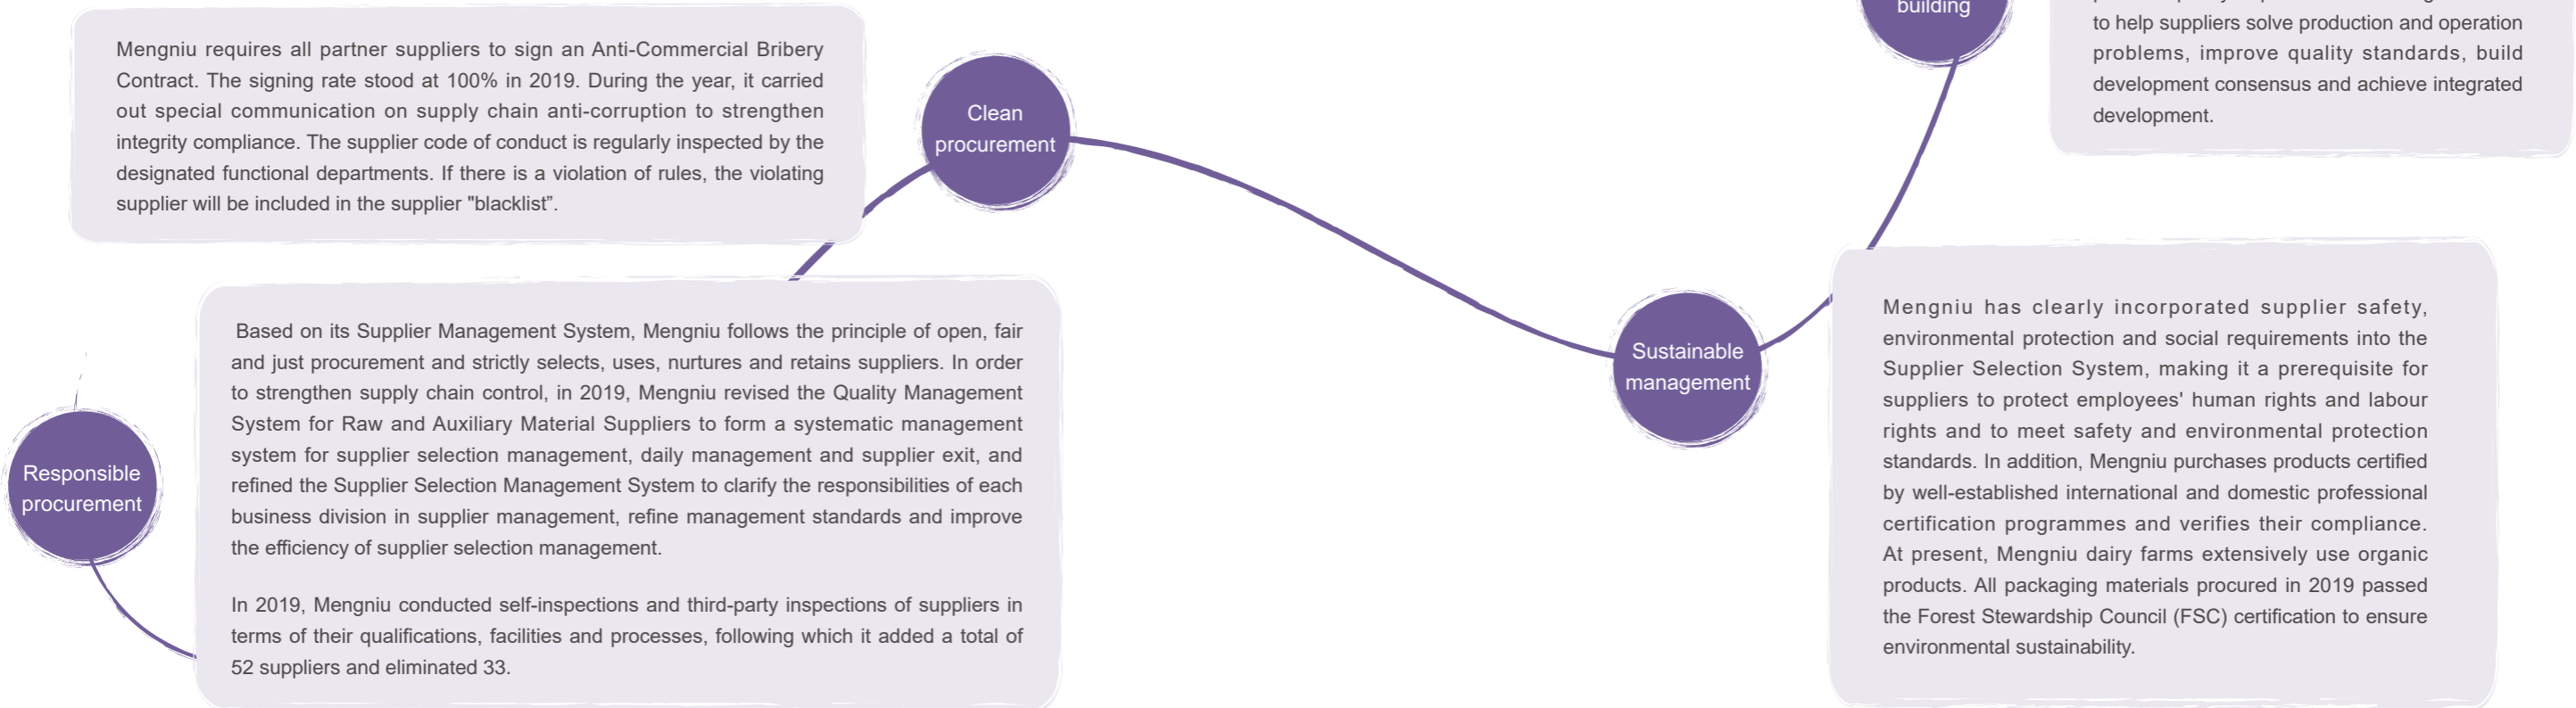 building
to help suppliers solve production and operation
problems, improve quality standards, build
development consensus and achieve integrated
development.
Mengniu requires all partner suppliers to sign an Anti-Commercial Bribery
Contract. The signing rate stood at 100% in 2019. During the year, it carried
out special communication on supply chain anti-corruption to strengthen
integrity compliance. The supplier code of conduct is regularly inspected by the
designated functional departments. If there is a violation of rules, the violating
supplier will be included in the supplier "blacklist”.
Clean
procurement
Based on its Supplier Management System, Mengniu follows the principle of open, fair
and just procurement and strictly selects, uses, nurtures and retains suppliers. In order
to strengthen supply chain control, in 2019, Mengniu revised the Quality Management
System for Raw and Auxiliary Material Suppliers to form a systematic management
system for supplier selection management, daily management and supplier exit, and
refined the Supplier Selection Management System to clarify the responsibilities of each
business division in supplier management, refine management standards and improve
the efficiency of supplier selection management.
In 2019, Mengniu conducted self-inspections and third-party inspections of suppliers in
terms of their qualifications, facilities and processes, following which it added a total of
52 suppliers and eliminated 33.
Responsible
procurement
Sustainable
management
Mengniu has clearly incorporated supplier safety,
environmental protection and social requirements into the
Supplier Selection System, making it a prerequisite for
suppliers to protect employees' human rights and labour
rights and to meet safety and environmental protection
standards. In addition, Mengniu purchases products certified
by well-established international and domestic professional
certification programmes and verifies their compliance.
At present, Mengniu dairy farms extensively use organic
products. All packaging materials procured in 2019 passed
the Forest Stewardship Council (FSC) certification to ensure
environmental sustainability.